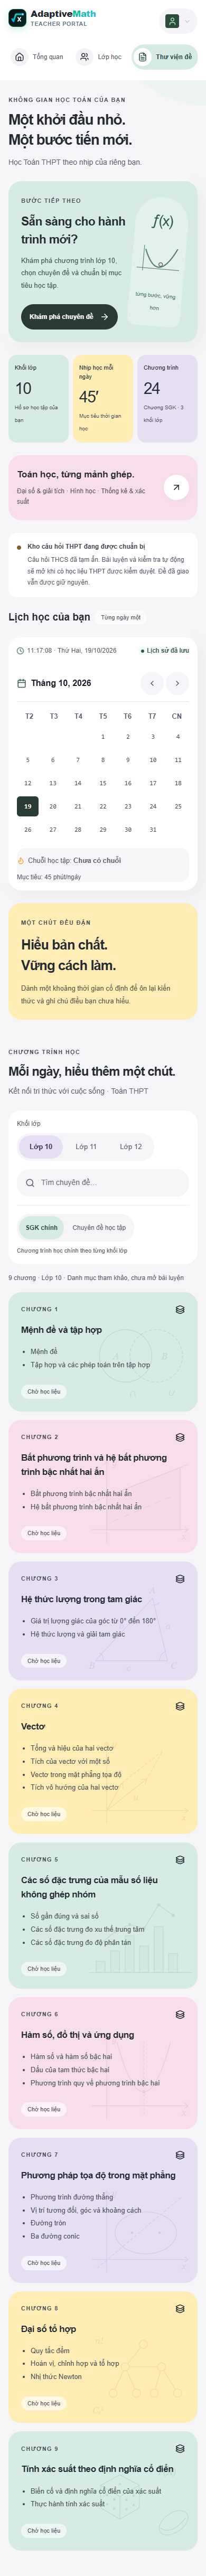 AdaptiveMath
TEACHER PORTAL
Tổng quan
Lớp học
Thư viện đề
KHÔNG GIAN HỌC TOÁN CỦA BẠN
Một khởi đầu nhỏ.
Một bước tiến mới.
Học Toán THPT theo nhịp của riêng bạn.
BƯỚC TIẾP THEO
Sẵn sàng cho hành
trình mới?
Khám phá chương trình lớp 10,
chọn chuyên đề và chuẩn bị mục
tiêu học tập.
Khám phá chuyên đề
f(x)
từng bước, vững
hơn
Khối lớp
10
Hồ sơ học tập của
bạn
Nhịp học mỗi
ngày
45′
Mục tiêu thời gian
học
Chương trình
24
Chương SGK · 3
khối lớp
Toán học, từng mảnh ghép.
Đại số & giải tích · Hình học · Thống kê & xác
suất
Kho câu hỏi THPT đang được chuẩn bị
Câu hỏi THCS đã tạm ẩn. Bài luyện và kiểm tra tự động
sẽ mở khi có học liệu THPT được kiểm duyệt. Đề đã giao
vẫn được giữ nguyên.
Lịch học của bạn
Từng ngày một
11:17:08 · Thứ Hai, 19/10/2026
Lịch sử đã lưu
Tháng 10, 2026
T2 T3 T4 T5 T6 T7 CN
1 2 3 4
5 6 7 8 9 10 11
12 13 14 15 16 17 18
19 20 21 22 23 24 25
26 27 28 29 30 31
Chuỗi học tập: Chưa có chuỗi
Mục tiêu: 45 phút/ngày
MỘT CHÚT ĐỀU ĐẶN
Hiểu bản chất.
Vững cách làm.
Dành một khoảng thời gian cố định để ôn lại kiến
thức và ghi chú điều bạn chưa hiểu.
CHƯƠNG TRÌNH HỌC
Mỗi ngày, hiểu thêm một chút.
Kết nối tri thức với cuộc sống · Toán THPT
Khối lớp
Lớp 10
Lớp 11
Lớp 12
Tìm chuyên đề…
SGK chính
Chuyên đề học tập
Chương trình học chính theo từng khối lớp
9 chương · Lớp 10 · Danh mục tham khảo, chưa mở bài luyện
CHƯƠNG 1
Mệnh đề và tập hợp
Mệnh đề
Tập hợp và các phép toán trên tập hợp
Chờ học liệu
CHƯƠNG 2
Bất phương trình và hệ bất phương
trình bậc nhất hai ẩn
Bất phương trình bậc nhất hai ẩn
Hệ bất phương trình bậc nhất hai ẩn
Chờ học liệu
CHƯƠNG 3
Hệ thức lượng trong tam giác
Giá trị lượng giác của góc từ 0° đến 180°
Hệ thức lượng và giải tam giác
Chờ học liệu
CHƯƠNG 4
Vectơ
Tổng và hiệu của hai vectơ
Tích của vectơ với một số
Vectơ trong mặt phẳng tọa độ
Tích vô hướng của hai vectơ
Chờ học liệu
CHƯƠNG 5
Các số đặc trưng của mẫu số liệu
không ghép nhóm
Số gần đúng và sai số
Các số đặc trưng đo xu thế trung tâm
Các số đặc trưng đo độ phân tán
Chờ học liệu
CHƯƠNG 6
Hàm số, đồ thị và ứng dụng
Hàm số và hàm số bậc hai
Dấu của tam thức bậc hai
Phương trình quy về phương trình bậc hai
Chờ học liệu
CHƯƠNG 7
Phương pháp tọa độ trong mặt phẳng
Phương trình đường thẳng
Vị trí tương đối, góc và khoảng cách
Đường tròn
Ba đường conic
Chờ học liệu
CHƯƠNG 8
Đại số tổ hợp
Quy tắc đếm
Hoán vị, chỉnh hợp và tổ hợp
Nhị thức Newton
Chờ học liệu
CHƯƠNG 9
Tính xác suất theo định nghĩa cổ điển
Biến cố và định nghĩa cổ điển của xác suất
Thực hành tính xác suất
Chờ học liệu